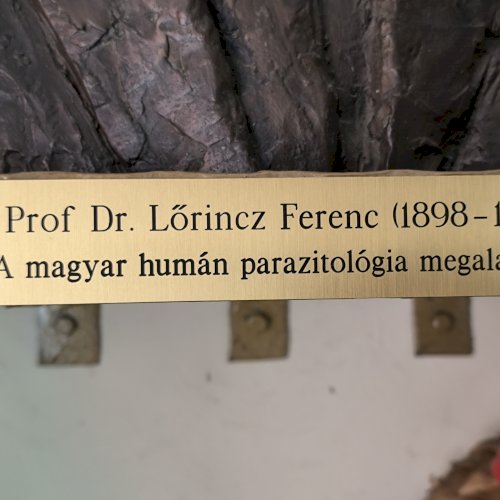 Prof Dr. Lőrincz Ferenc (1898-1
A magyar humán parazitológia megala